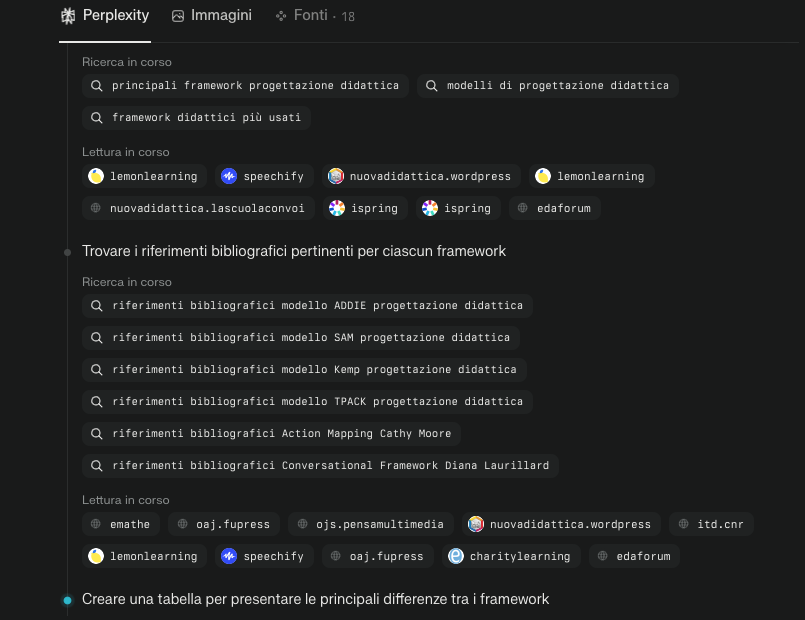 Perplexity Immagini Fonti · 18
Ricerca in corso
principali framework progettazione didattica modelli di progettazione didattica
framework didattici più usati
Lettura in corso
lemonlearning speechify nuovadidattica.wordpress lemonlearning
nuovadidattica.lascuolaconvoi ispring ispring edaforum
Trovare i riferimenti bibliografici pertinenti per ciascun framework
Ricerca in corso
riferimenti bibliografici modello ADDIE progettazione didattica
riferimenti bibliografici modello SAM progettazione didattica
riferimenti bibliografici modello Kemp progettazione didattica
riferimenti bibliografici modello TPACK progettazione didattica
riferimenti bibliografici Action Mapping Cathy Moore
riferimenti bibliografici Conversational Framework Diana Laurillard
Lettura in corso
emathe oaj.fupress ojs.pensamultimedia nuovadidattica.wordpress itd.cnr
lemonlearning speechify oaj.fupress charitylearning edaforum
Creare una tabella per presentare le principali differenze tra i framework